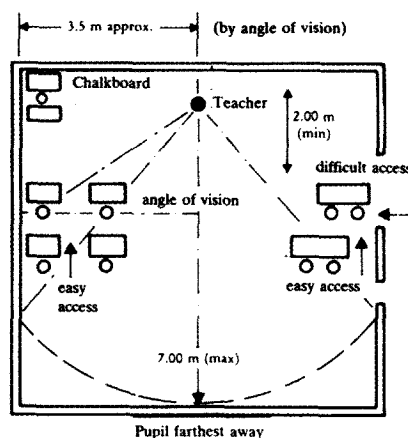 3.5 m approx.
(by angle of vision)
Chalkboard
Teacher
2.00 m
(min)
difficult access
angle of vision
easy
access
easy access
7.00 m (max)
Pupil farthest away